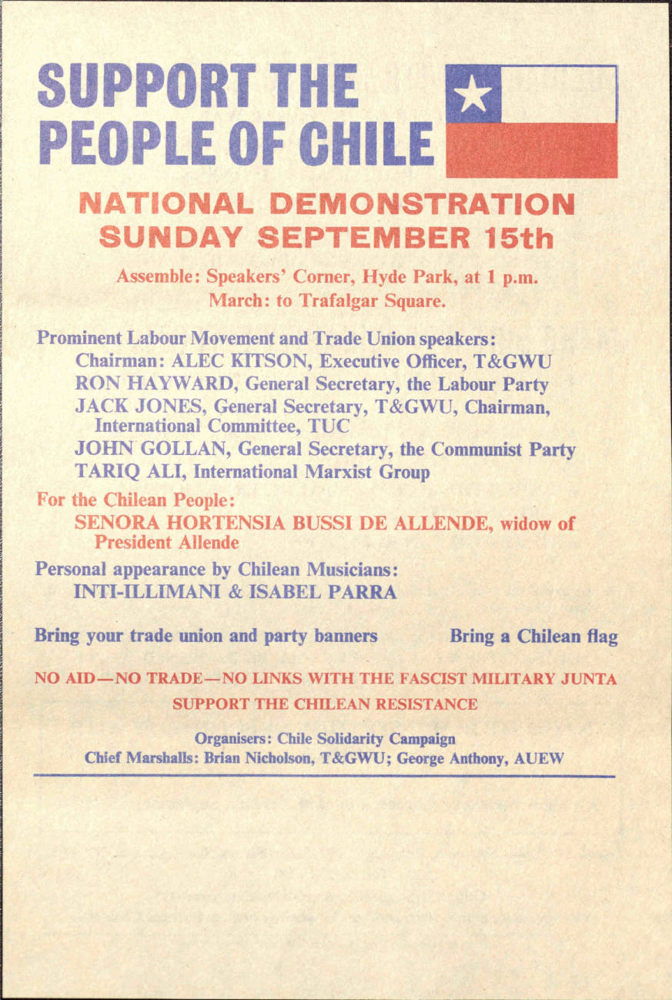 SUPPORT THE
PEOPLE OF CHILE
NATIONAL DEMONSTRATION
SUNDAY SEPTEMBER 15th
Assemble: Speakers' Corner, Hyde Park, at 1 p.m.
March: to Trafalgar Square.
Prominent Labour Movement and Trade Union speakers:
Chairman: ALEC KITSON, Executive Officer, T&GWU
RON HAYWARD, General Secretary, the Labour Party
JACK JONES, General Secretary, T&GWU, Chairman,
International Committee, TUC
JOHN GOLLAN, General Secretary, the Communist Party
TARIQ ALI, International Marxist Group
For the Chilean People:
SENORA HORTENSIA BUSSI DE ALLENDE, widow of
President Allende
Personal appearance by Chilean Musicians:
INTI-ILLIMANI & ISABEL PARRA
Bring your trade union and party banners Bring a Chilean flag
NO AID—NO TRADE—NO LINKS WITH THE FASCIST MILITARY JUNTA
SUPPORT THE CHILEAN RESISTANCE
Organisers: Chile Solidarity Campaign
Chief Marshalls: Brian Nicholson, T&GWU; George Anthony, AUEW